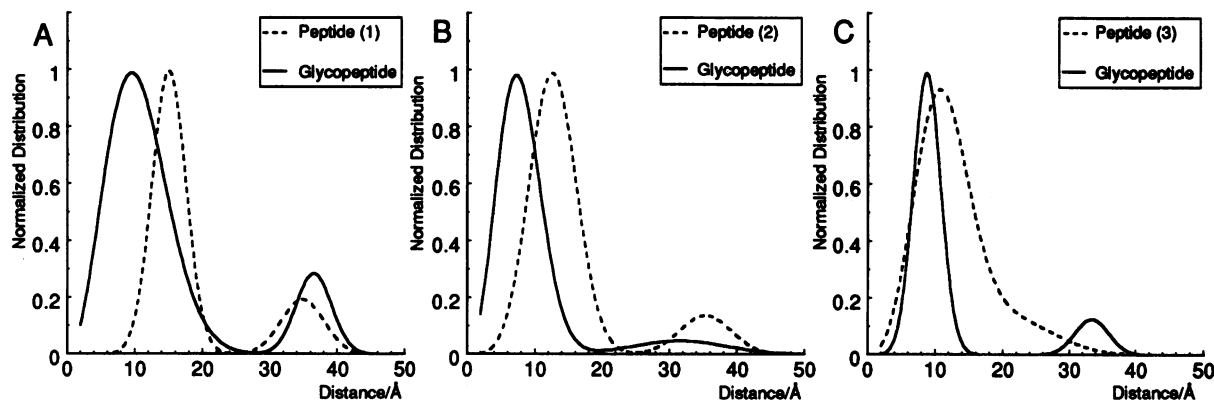 A
Peptide (1)
Glycopeptide
Normalized Distribution
1
0.8
0.6
0.4
0.2
0
0 10 20 30 40 50
Distance/Å
B
Peptide (2)
Glycopeptide
Normalized Distribution
1
0.8
0.6
0.4
0.2
0
0 10 20 30 40 50
Distance/Å
C
Peptide (3)
Glycopeptide
Normalized Distribution
1
0.8
0.6
0.4
0.2
0
0 10 20 30 40 50
Distance/Å